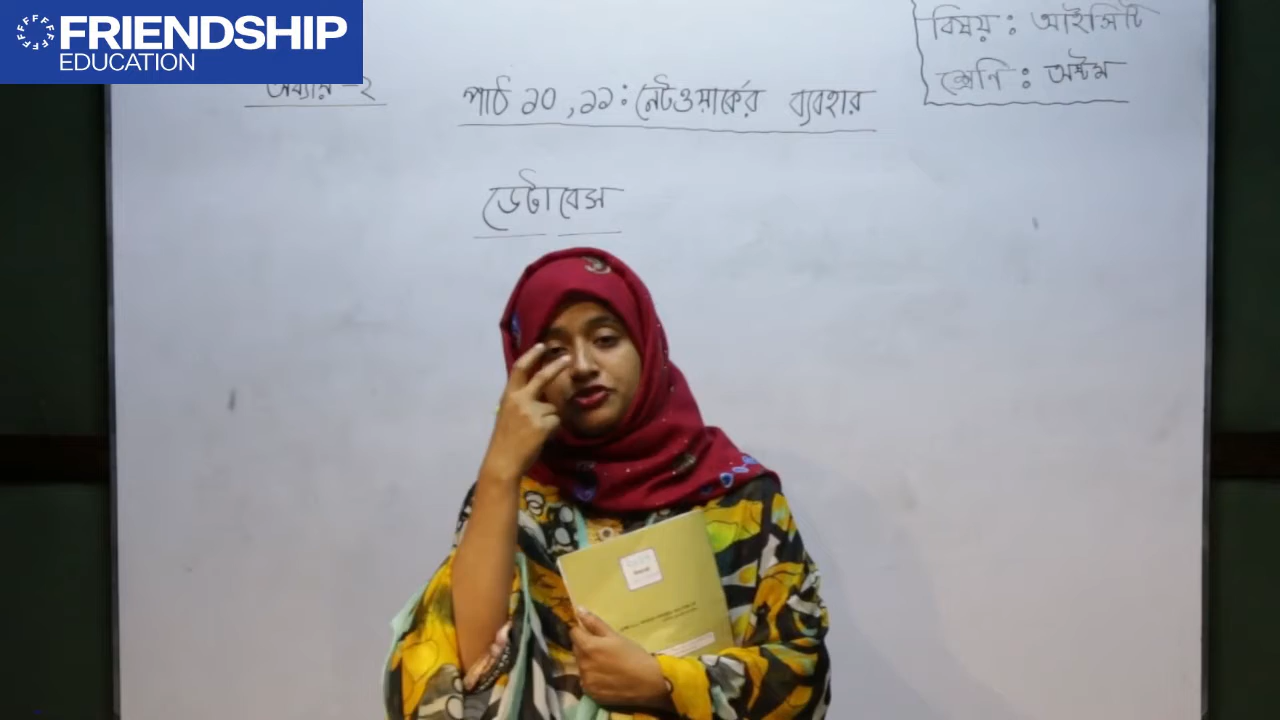 FRIENDSHIP
EDUCATION
বিষয় : আইসিটি
শ্রেণি : অষ্টম
অধ্যায় -২
পাঠ ১০ ,১১ : নেটওয়ার্কের ব্যবহার
ডেটাবেস